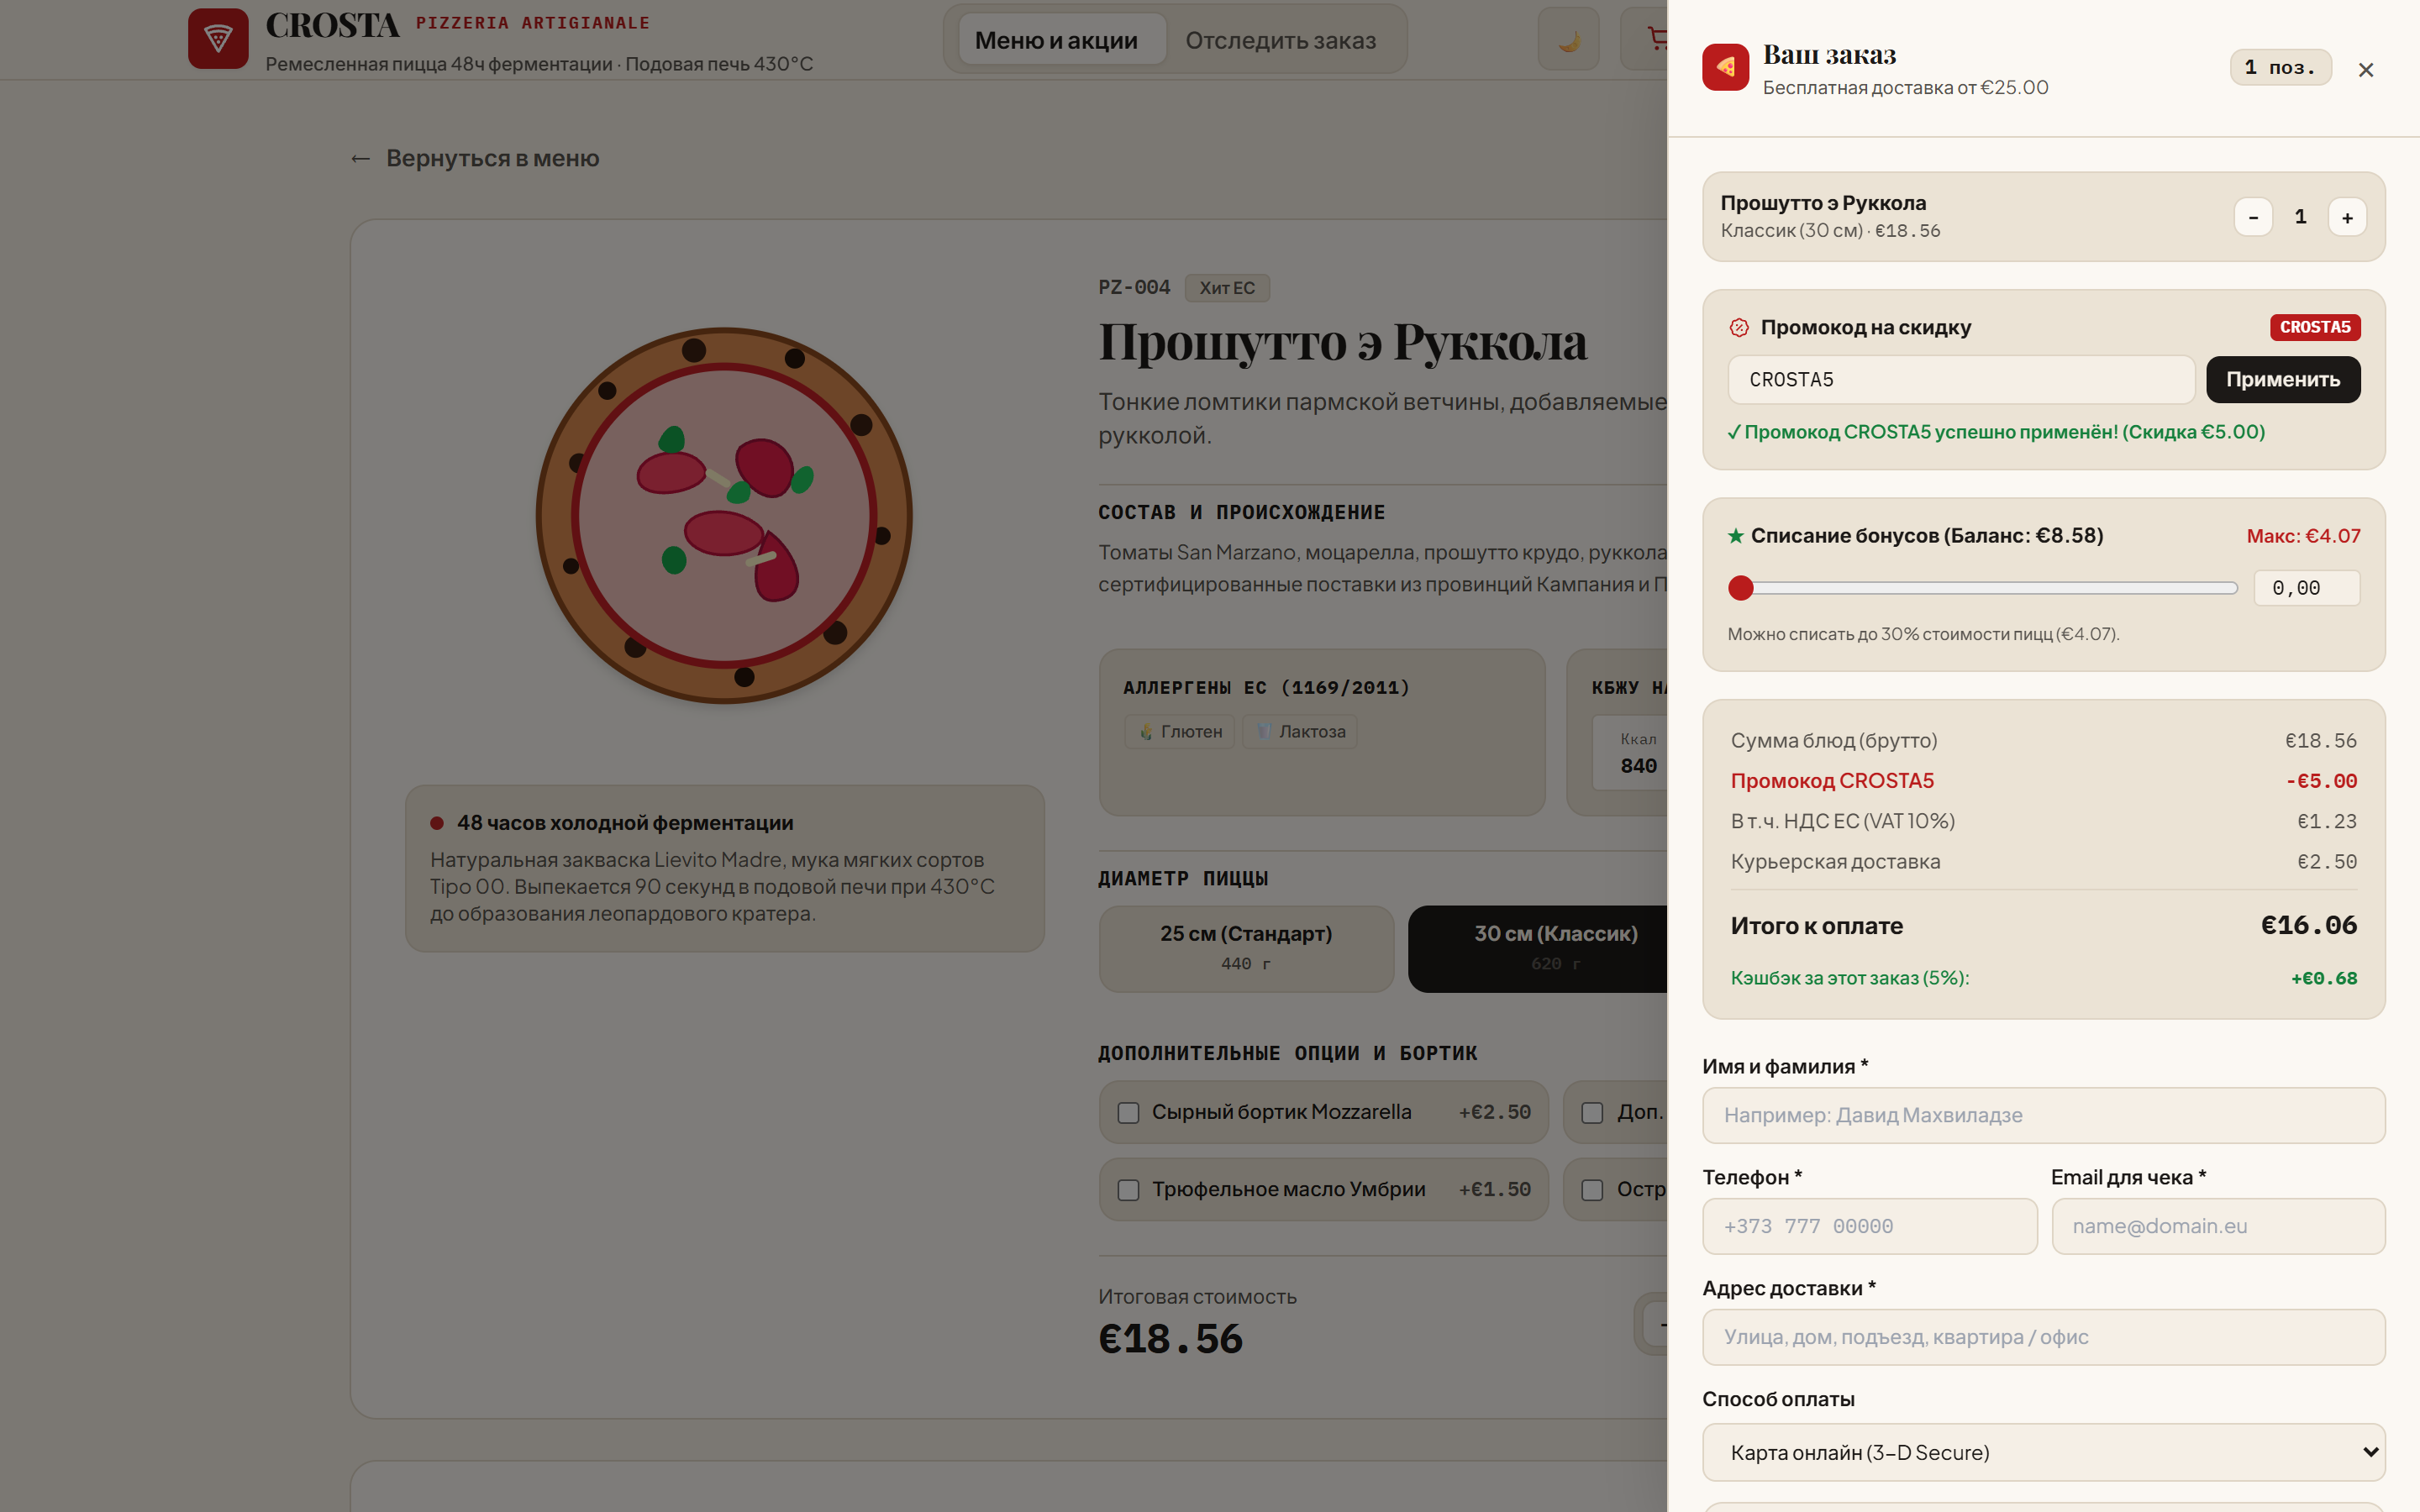 CROSTA PIZZERIA ARTIGIANALE
Ремесленная пицца 48ч ферментации · Подовая печь 430°C
Меню и акции
Отследить заказ
← Вернуться в меню
PZ-004 Хит ЕС
Прошутто э Руккола
Тонкие ломтики пармской ветчины, добавляемые
рукколой.
СОСТАВ И ПРОИСХОЖДЕНИЕ
Томаты San Marzano, моцарелла, прошутто крудо, руккола
сертифицированные поставки из провинций Кампания и П
АЛЛЕРГЕНЫ ЕС (1169/2011)
Глютен
Лактоза
КБЖУ НА
Ккал
840
48 часов холодной ферментации
Натуральная закваска Lievito Madre, мука мягких сортов
Tipo 00. Выпекается 90 секунд в подовой печи при 430°C
до образования леопардового кратера.
ДИАМЕТР ПИЦЦЫ
25 см (Стандарт)
440 г
30 см (Классик)
620 г
ДОПОЛНИТЕЛЬНЫЕ ОПЦИИ И БОРТИК
Сырный бортик Mozzarella +€2.50
Доп.
Трюфельное масло Умбрии +€1.50
Остр
Итоговая стоимость
€18.56
Ваш заказ
Бесплатная доставка от €25.00
1 поз.
×
Прошутто э Руккола
Классик (30 см) · €18.56
- 1 +
Промокод на скидку
CROSTA5
CROSTA5
Применить
✓ Промокод CROSTA5 успешно применён! (Скидка €5.00)
★ Списание бонусов (Баланс: €8.58)
Макс: €4.07
0,00
Можно списать до 30% стоимости пицц (€4.07).
Сумма блюд (брутто) €18.56
Промокод CROSTA5 -€5.00
В т.ч. НДС ЕС (VAT 10%) €1.23
Курьерская доставка €2.50
Итого к оплате €16.06
Кэшбэк за этот заказ (5%): +€0.68
Имя и фамилия *
Например: Давид Махвиладзе
Телефон *
+373 777 00000
Email для чека *
name@domain.eu
Адрес доставки *
Улица, дом, подъезд, квартира / офис
Способ оплаты
Карта онлайн (3-D Secure)